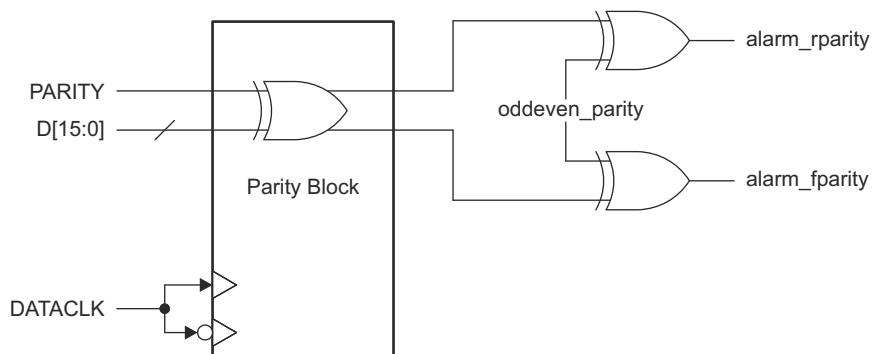 alarm_rparity
PARITY
oddeven_parity
D[15:0]
Parity Block
alarm_fparity
DATACLK